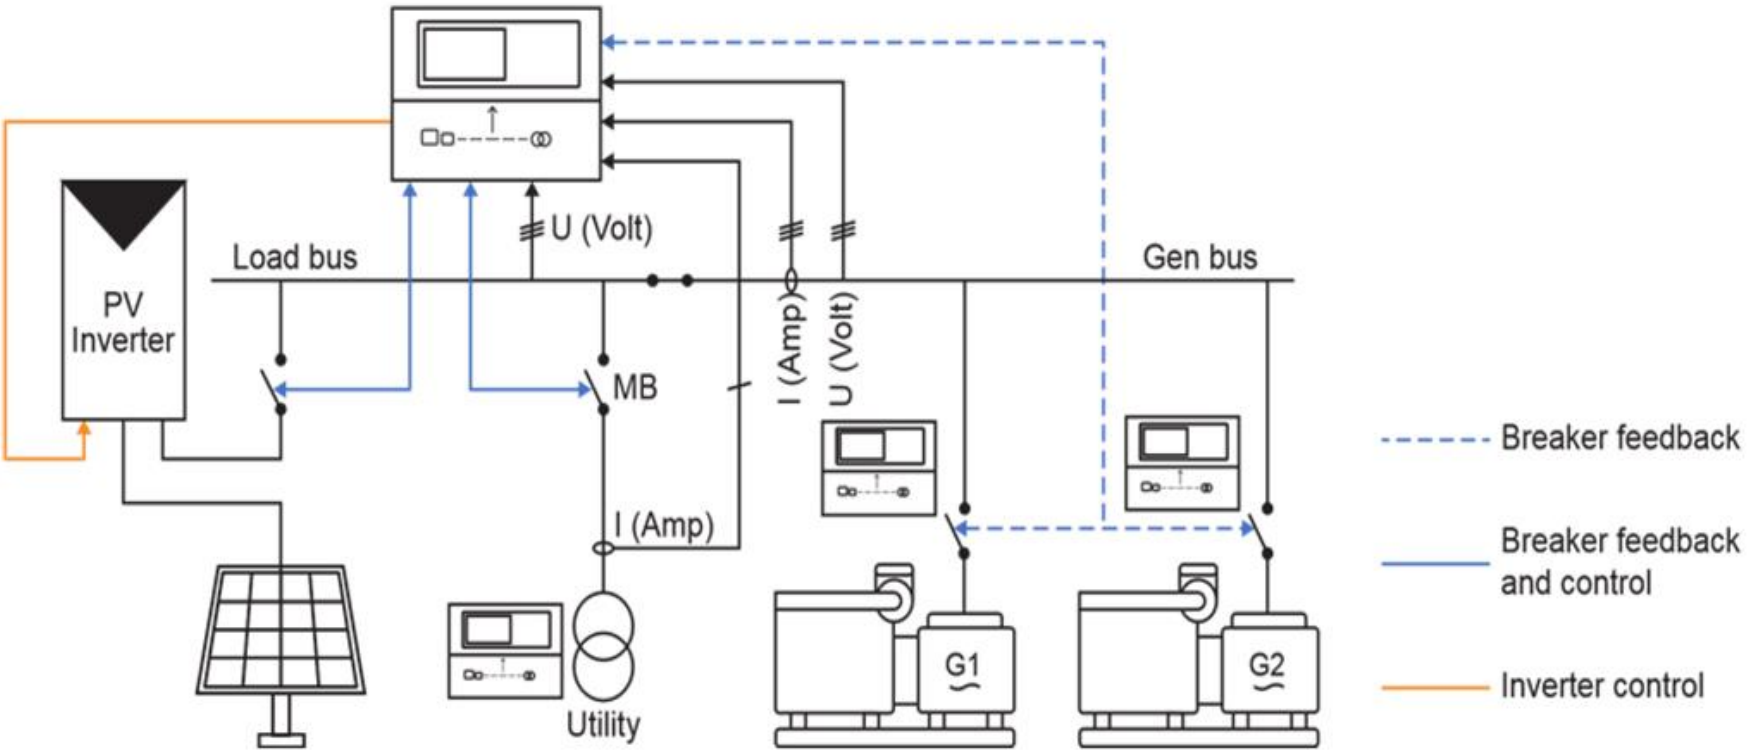 U (Volt)
Load bus
Gen bus
PV
Inverter
I (Amp)
U (Volt)
MB
I (Amp)
Breaker feedback
Breaker feedback
and control
Inverter control
G1
G2
Utility